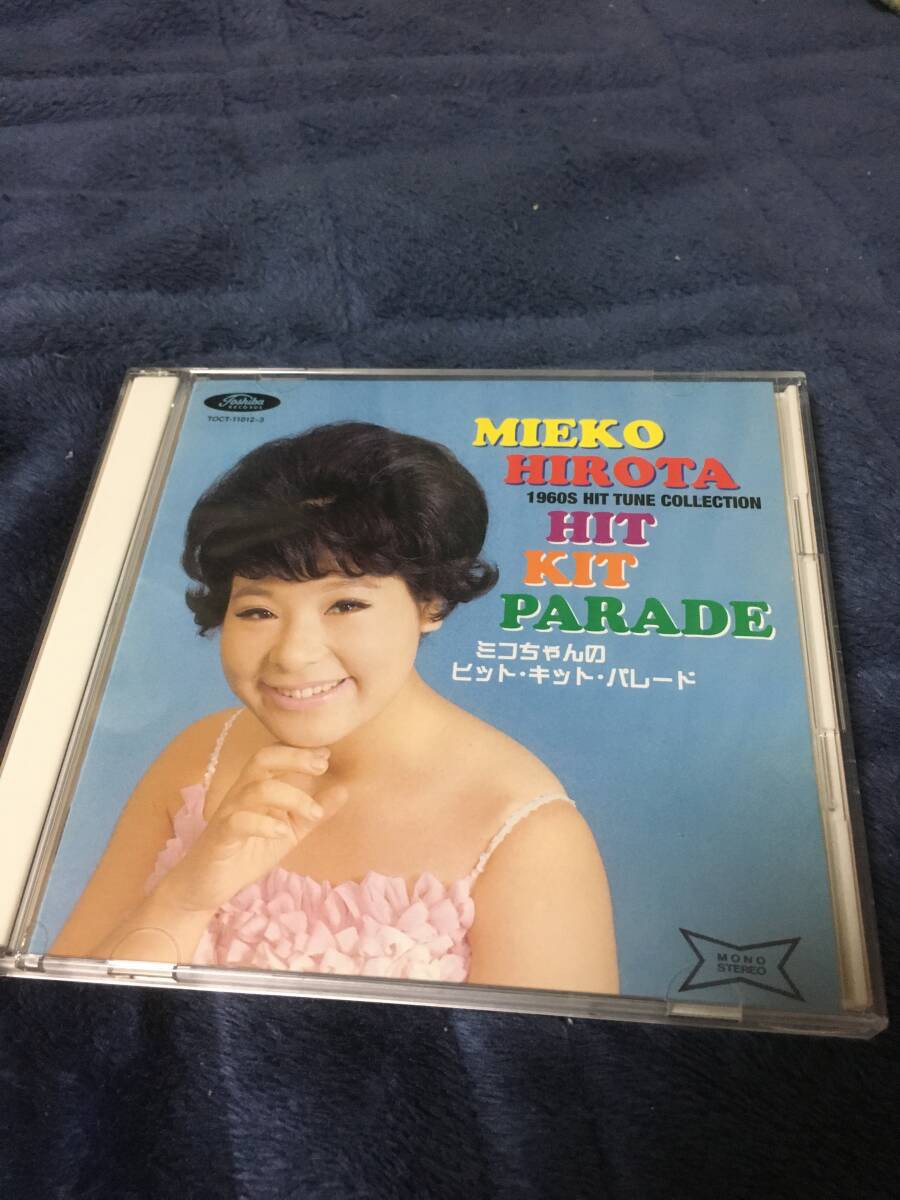 Toshiba
RECORDS
TOCT-11012-3
MIEKO
HIROTA
1960S HIT TUNE COLLECTION
HIT
KIT
PARADE
ミコちゃんの
ヒット・キット・パレード
MONO
STEREO